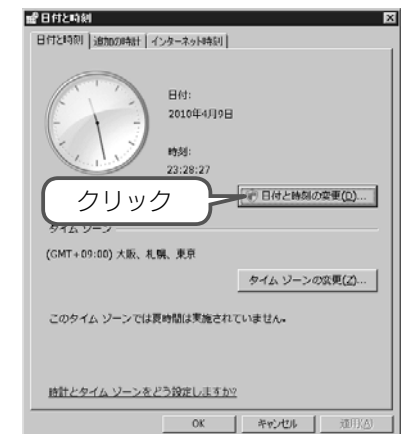 日付と時刻
日付と時刻 追加の時計 インターネット時刻
日付:
2010年4月9日
時刻:
23:28:27
クリック
日付と時刻の変更(D)...
タイム ゾーン
(GMT+09:00) 大阪、札幌、東京
タイム ゾーンの変更(Z)...
このタイム ゾーンでは夏時間は実施されていません。
時計とタイム ゾーンをどう設定しますか?
OK キャンセル 適用(A)